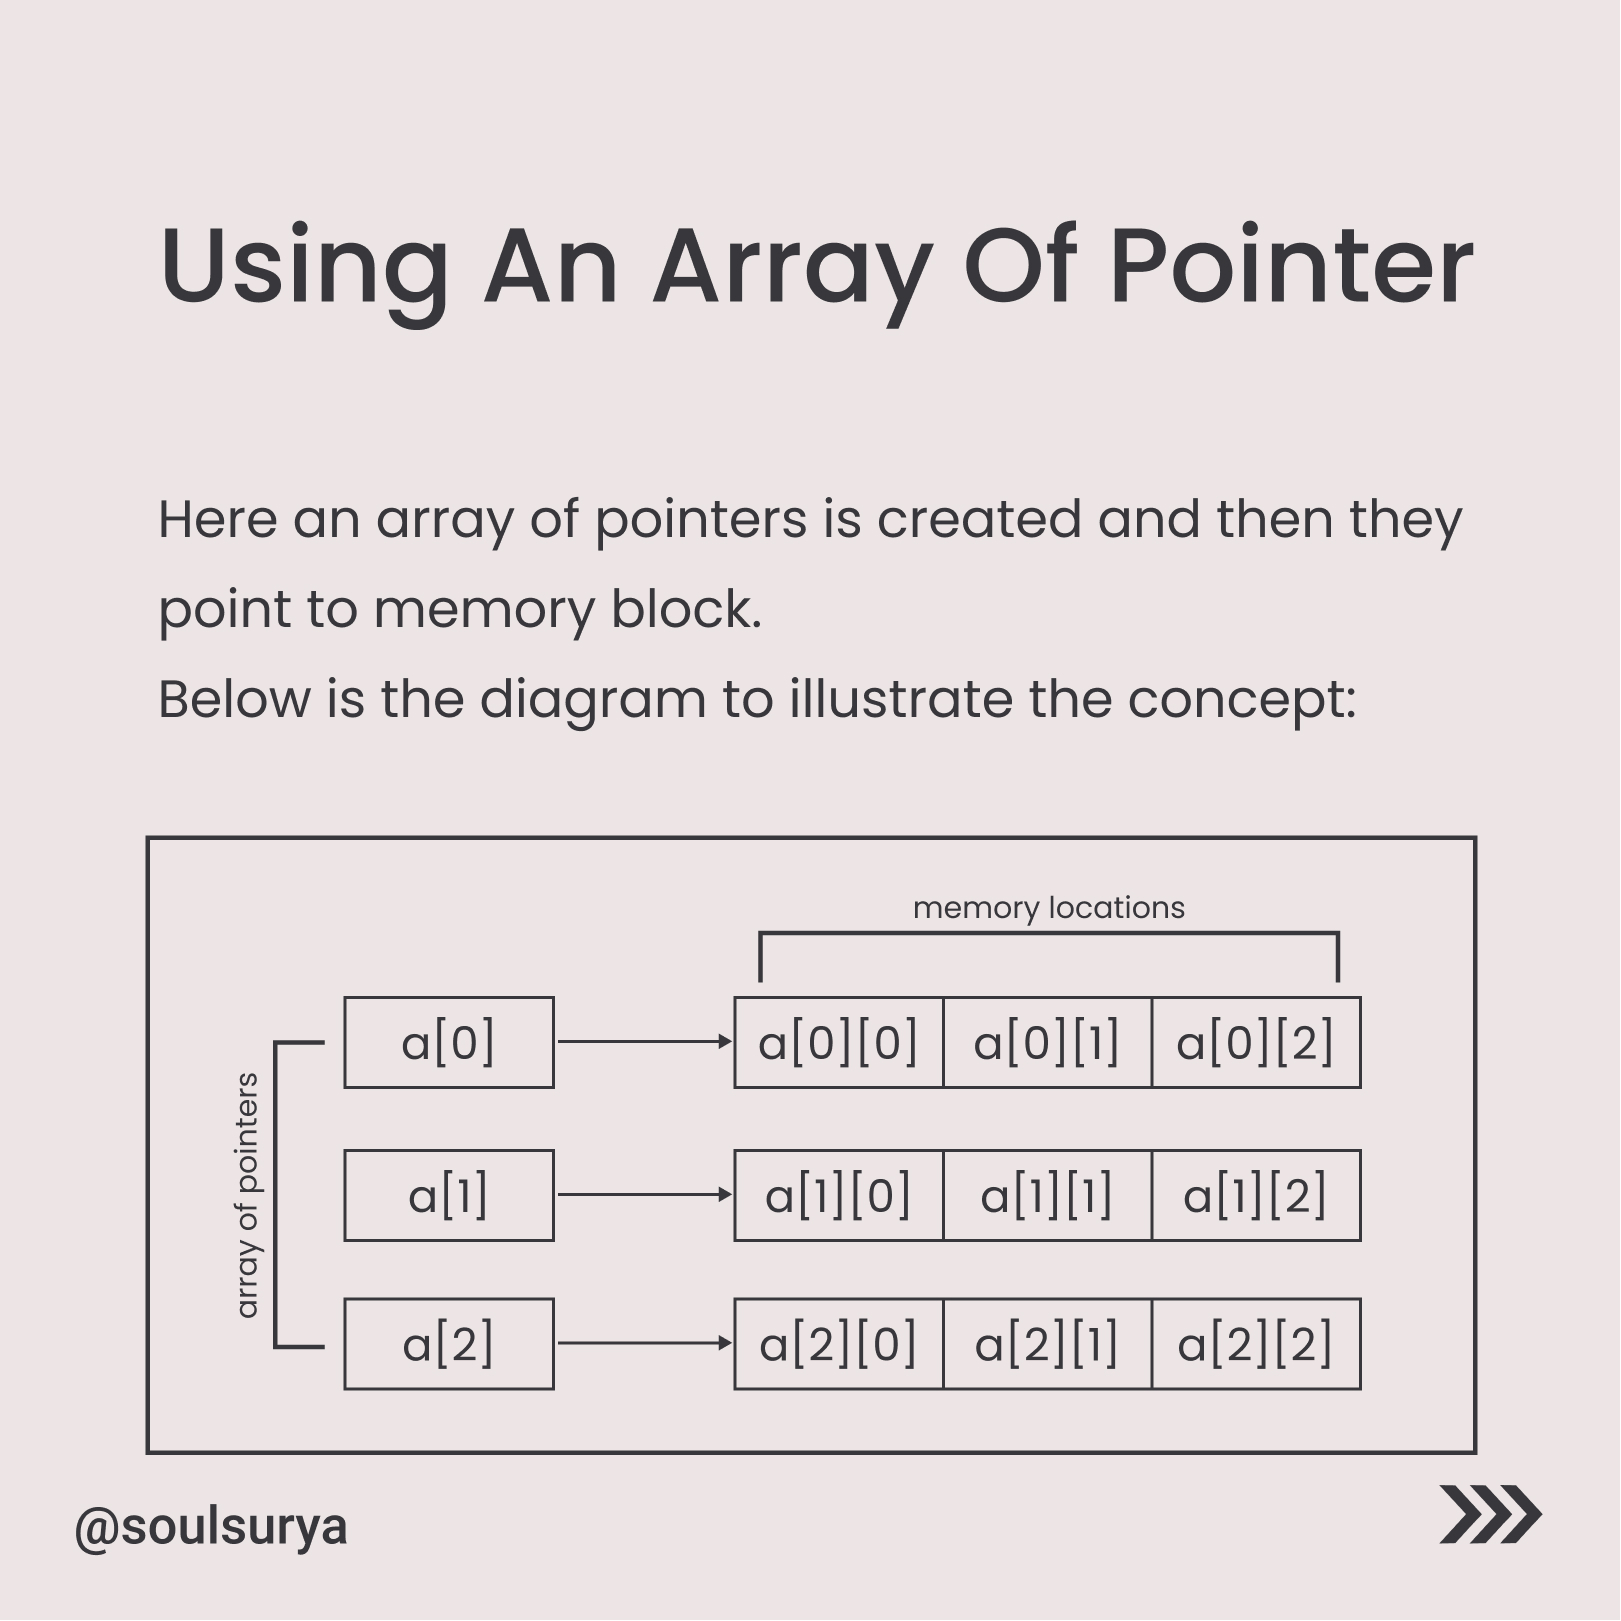 Using An Array Of Pointer
Here an array of pointers is created and then they
point to memory block.
Below is the diagram to illustrate the concept:
memory locations
array of pointers
a[0] a[0][0] a[0][1] a[0][2]
a[1] a[1][0] a[1][1] a[1][2]
a[2] a[2][0] a[2][1] a[2][2]
@soulsurya